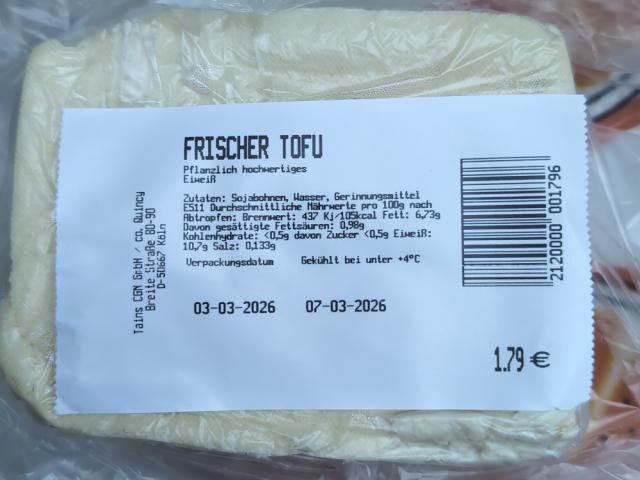 FRISCHER TOFU
Pflanzlich hochwertiges
Eiweiß
Zutaten: Sojabohnen, Wasser, Gerinnungsmittel
E511 Durchschnittliche Nährwerte pro 100g nach
Abtropfen: Brennwert: 437 Kj/105kcal Fett: 6,73g
Davon gesättigte Fettsäuren: 0,98g
Kohlenhydrate: <0,5g davon Zucker <0,5g Eiweiß:
10,7g Salz: 0,133g
Verpackungsdatum Gekühlt bei unter +4°C
03-03-2026 07-03-2026
1.79 €
Tains CGN GmbH / co. Quincy
Breite Straße 80-90
D-50667 Köln
2120000 001796